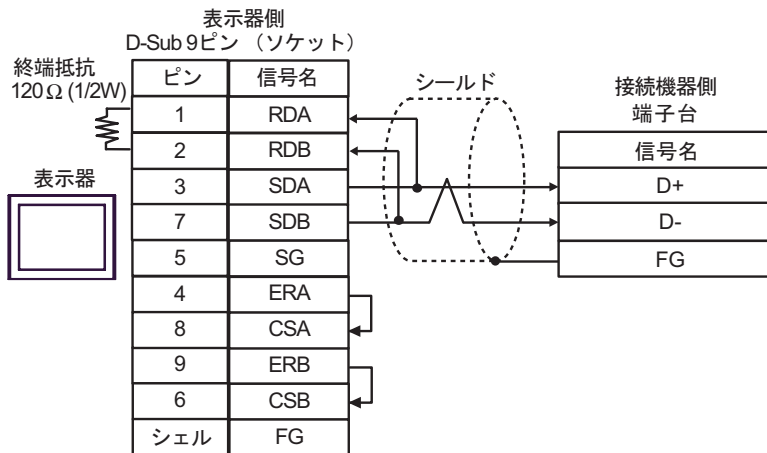 表示器側
D-Sub 9ピン （ソケット）
終端抵抗
120Ω (1/2W)
表示器
ピン 信号名
1 RDA
2 RDB
3 SDA
7 SDB
5 SG
4 ERA
8 CSA
9 ERB
6 CSB
シェル FG
シールド
接続機器側
端子台
信号名
D+
D-
FG